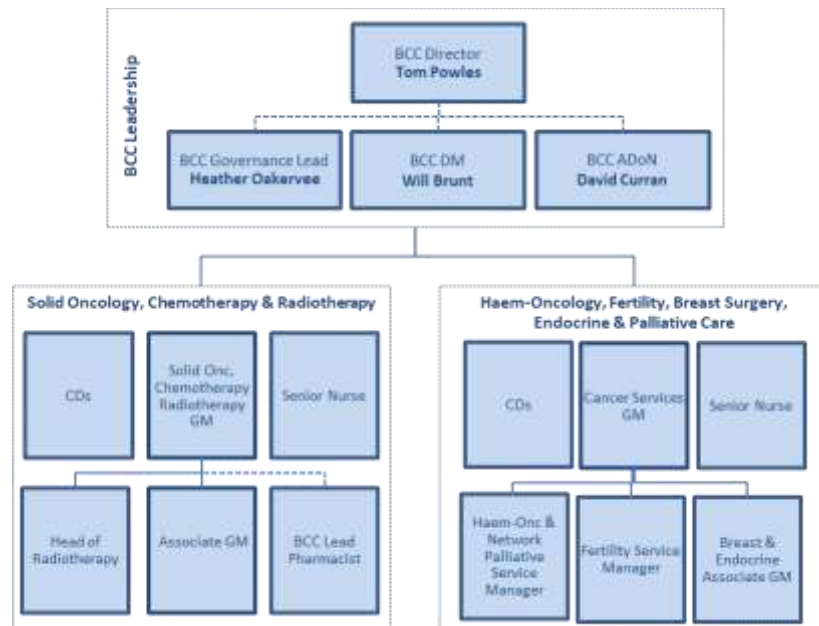 BCC Leadership
BCC Director
Tom Powles
BCC Governance Lead
Heather Oakervee
BCC DM
Will Brunt
BCC ADoN
David Curran
Solid Oncology, Chemotherapy & Radiotherapy
CDs
Solid Onc,
Chemotherapy
Radiotherapy
GM
Senior Nurse
Head of
Radiotherapy
Associate GM
BCC Lead
Pharmacist
Haem-Oncology, Fertility, Breast Surgery,
Endocrine & Palliative Care
CDs
Cancer Services
GM
Senior Nurse
Haem-Onc &
Network
Palliative
Service
Manager
Fertility Service
Manager
Breast &
Endocrine
Associate GM